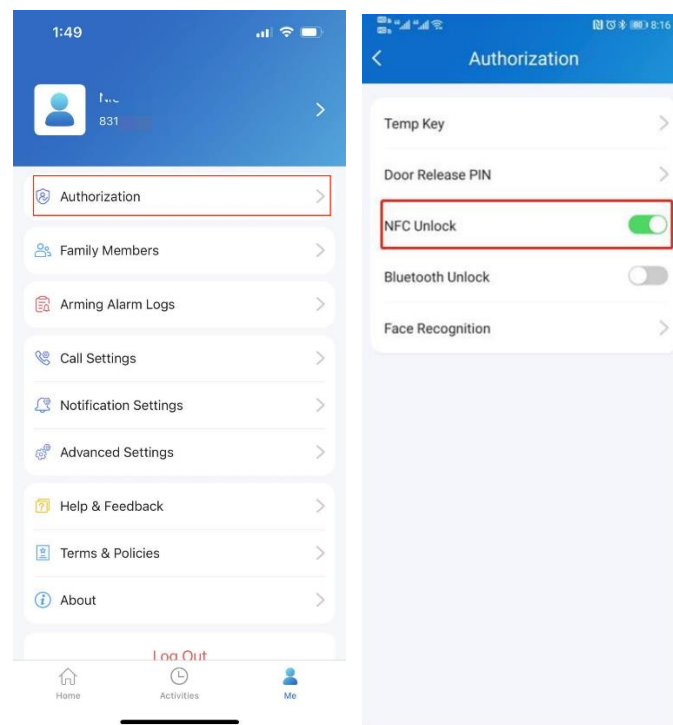 1:49
831
Authorization
Family Members
Arming Alarm Logs
Call Settings
Notification Settings
Advanced Settings
Help & Feedback
Terms & Policies
About
Log Out
Home
Activities
Me
8:16
Authorization
Temp Key
Door Release PIN
NFC Unlock
Bluetooth Unlock
Face Recognition